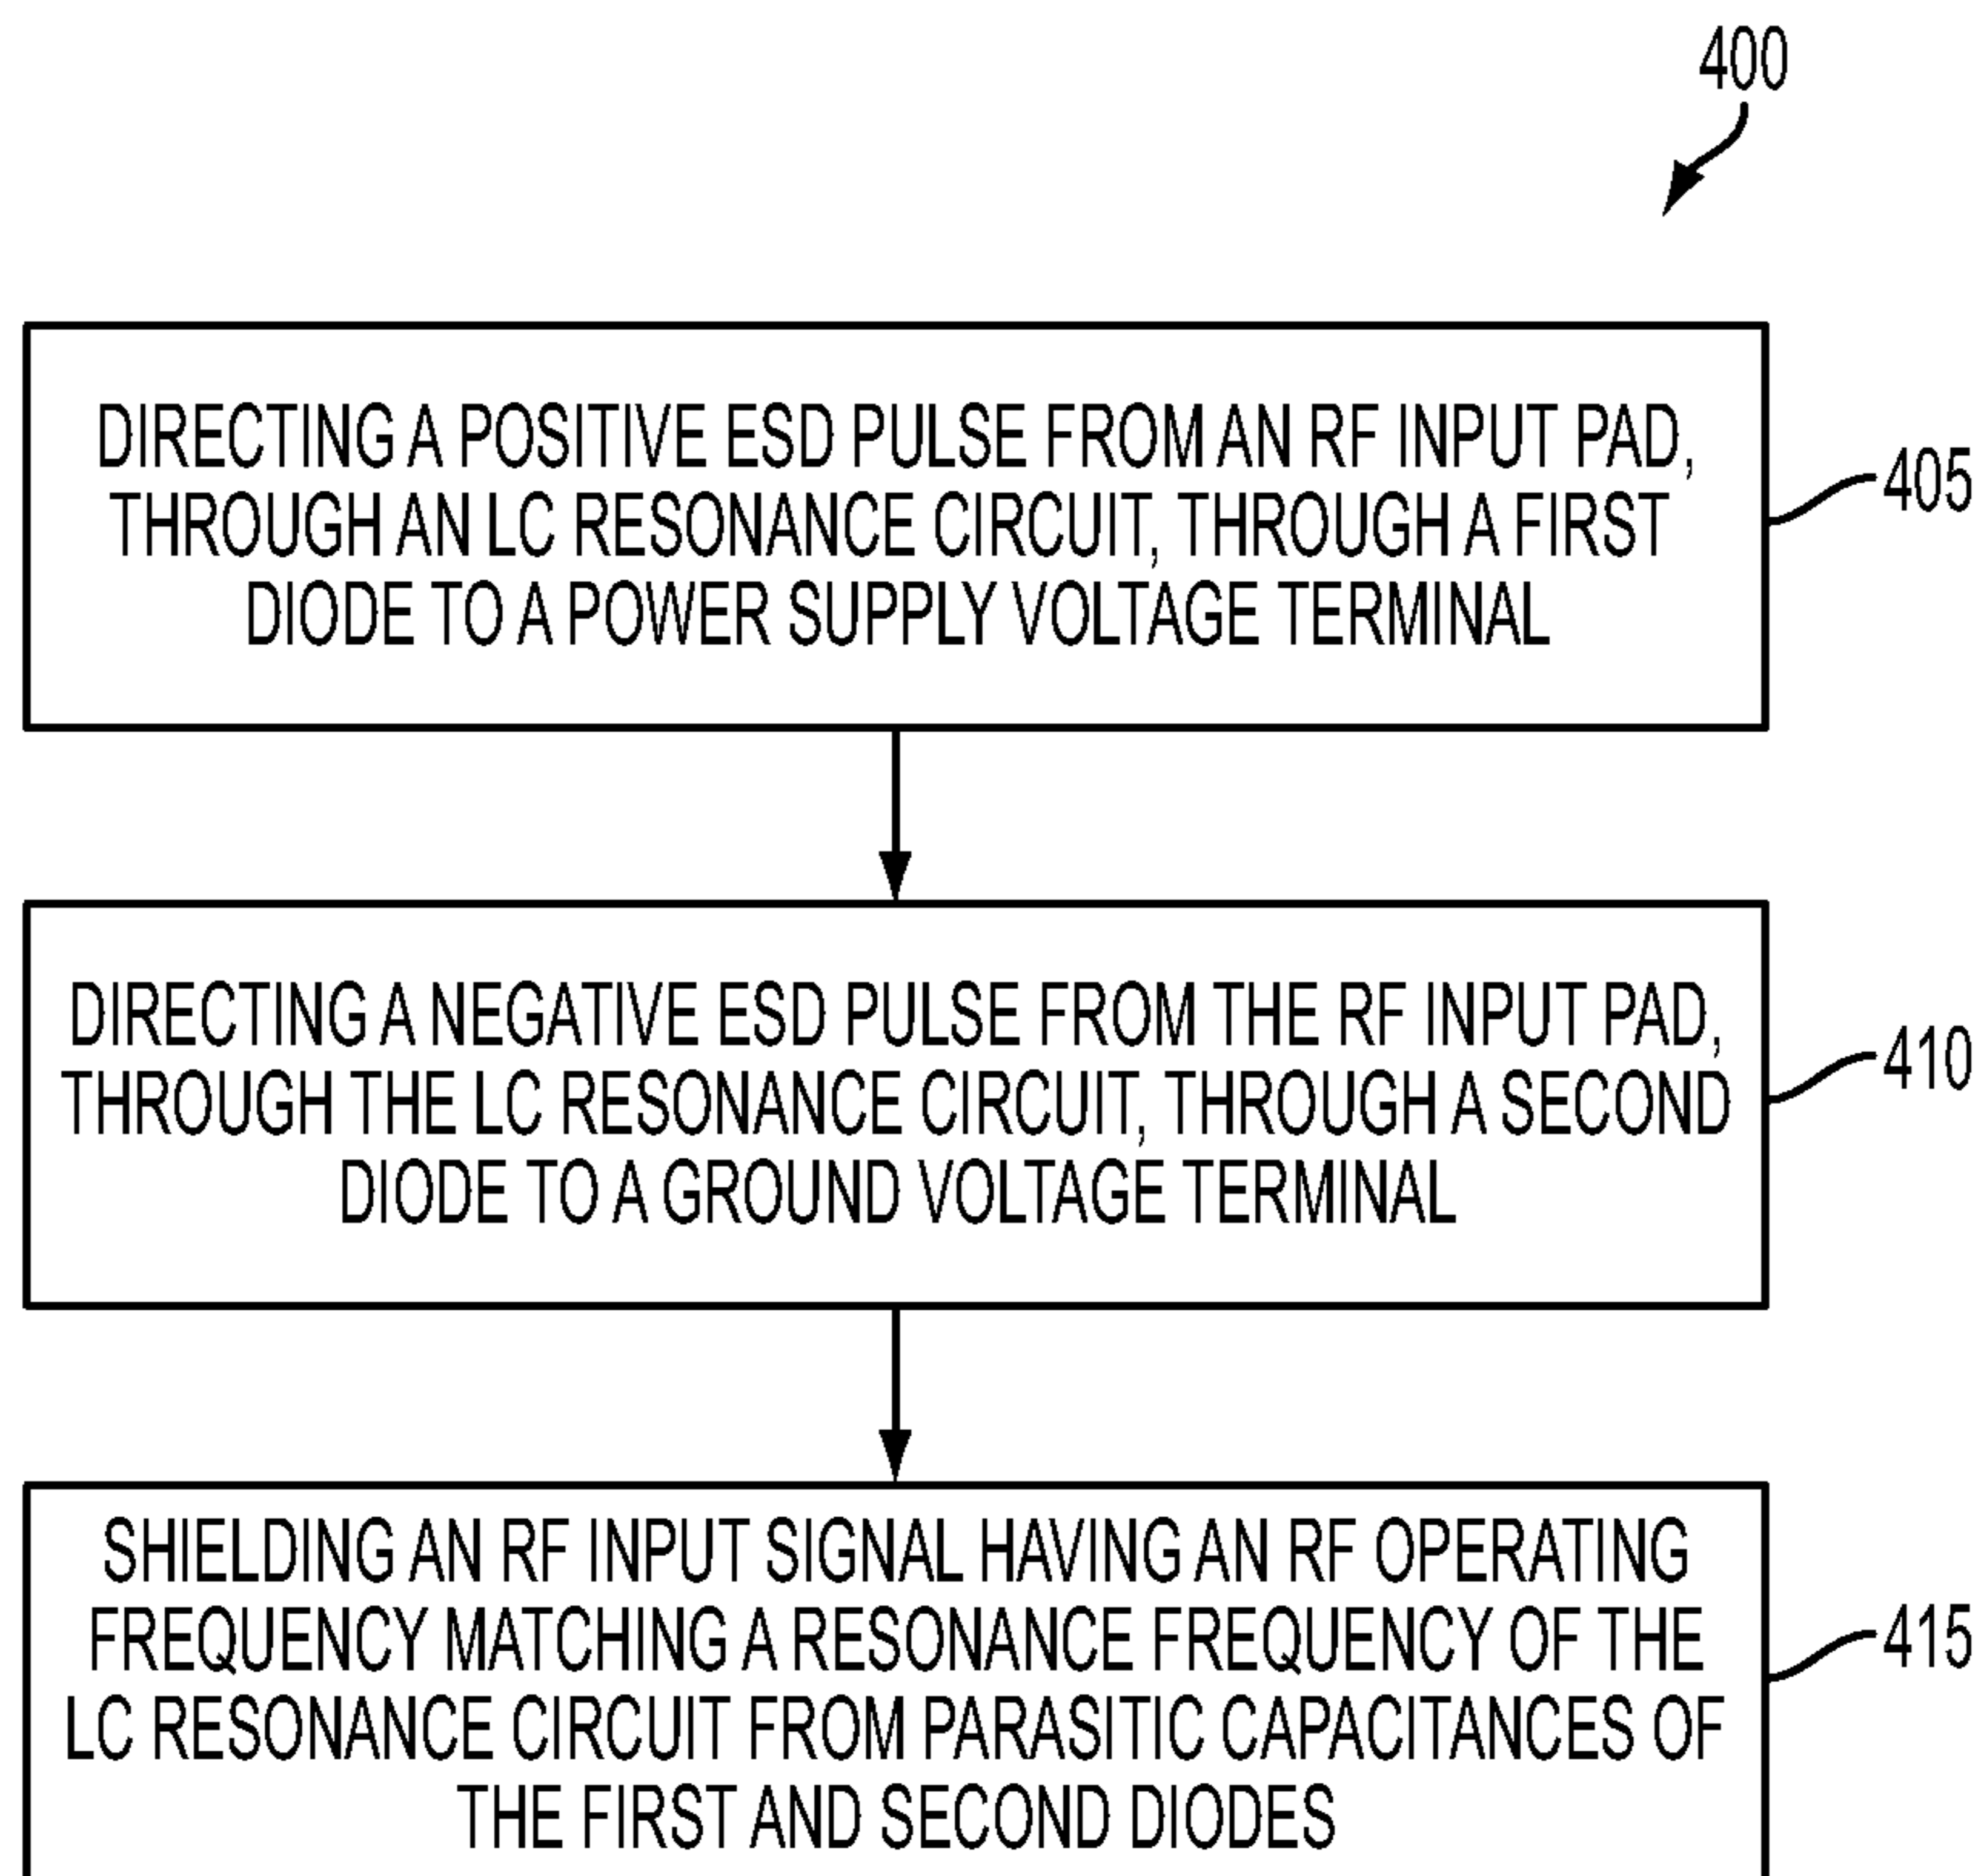 400
DIRECTING A POSITIVE ESD PULSE FROM AN RF INPUT PAD,
THROUGH AN LC RESONANCE CIRCUIT, THROUGH A FIRST
DIODE TO A POWER SUPPLY VOLTAGE TERMINAL
405
DIRECTING A NEGATIVE ESD PULSE FROM THE RF INPUT PAD,
THROUGH THE LC RESONANCE CIRCUIT, THROUGH A SECOND
DIODE TO A GROUND VOLTAGE TERMINAL
410
SHIELDING AN RF INPUT SIGNAL HAVING AN RF OPERATING
FREQUENCY MATCHING A RESONANCE FREQUENCY OF THE
LC RESONANCE CIRCUIT FROM PARASITIC CAPACITANCES OF
THE FIRST AND SECOND DIODES
415